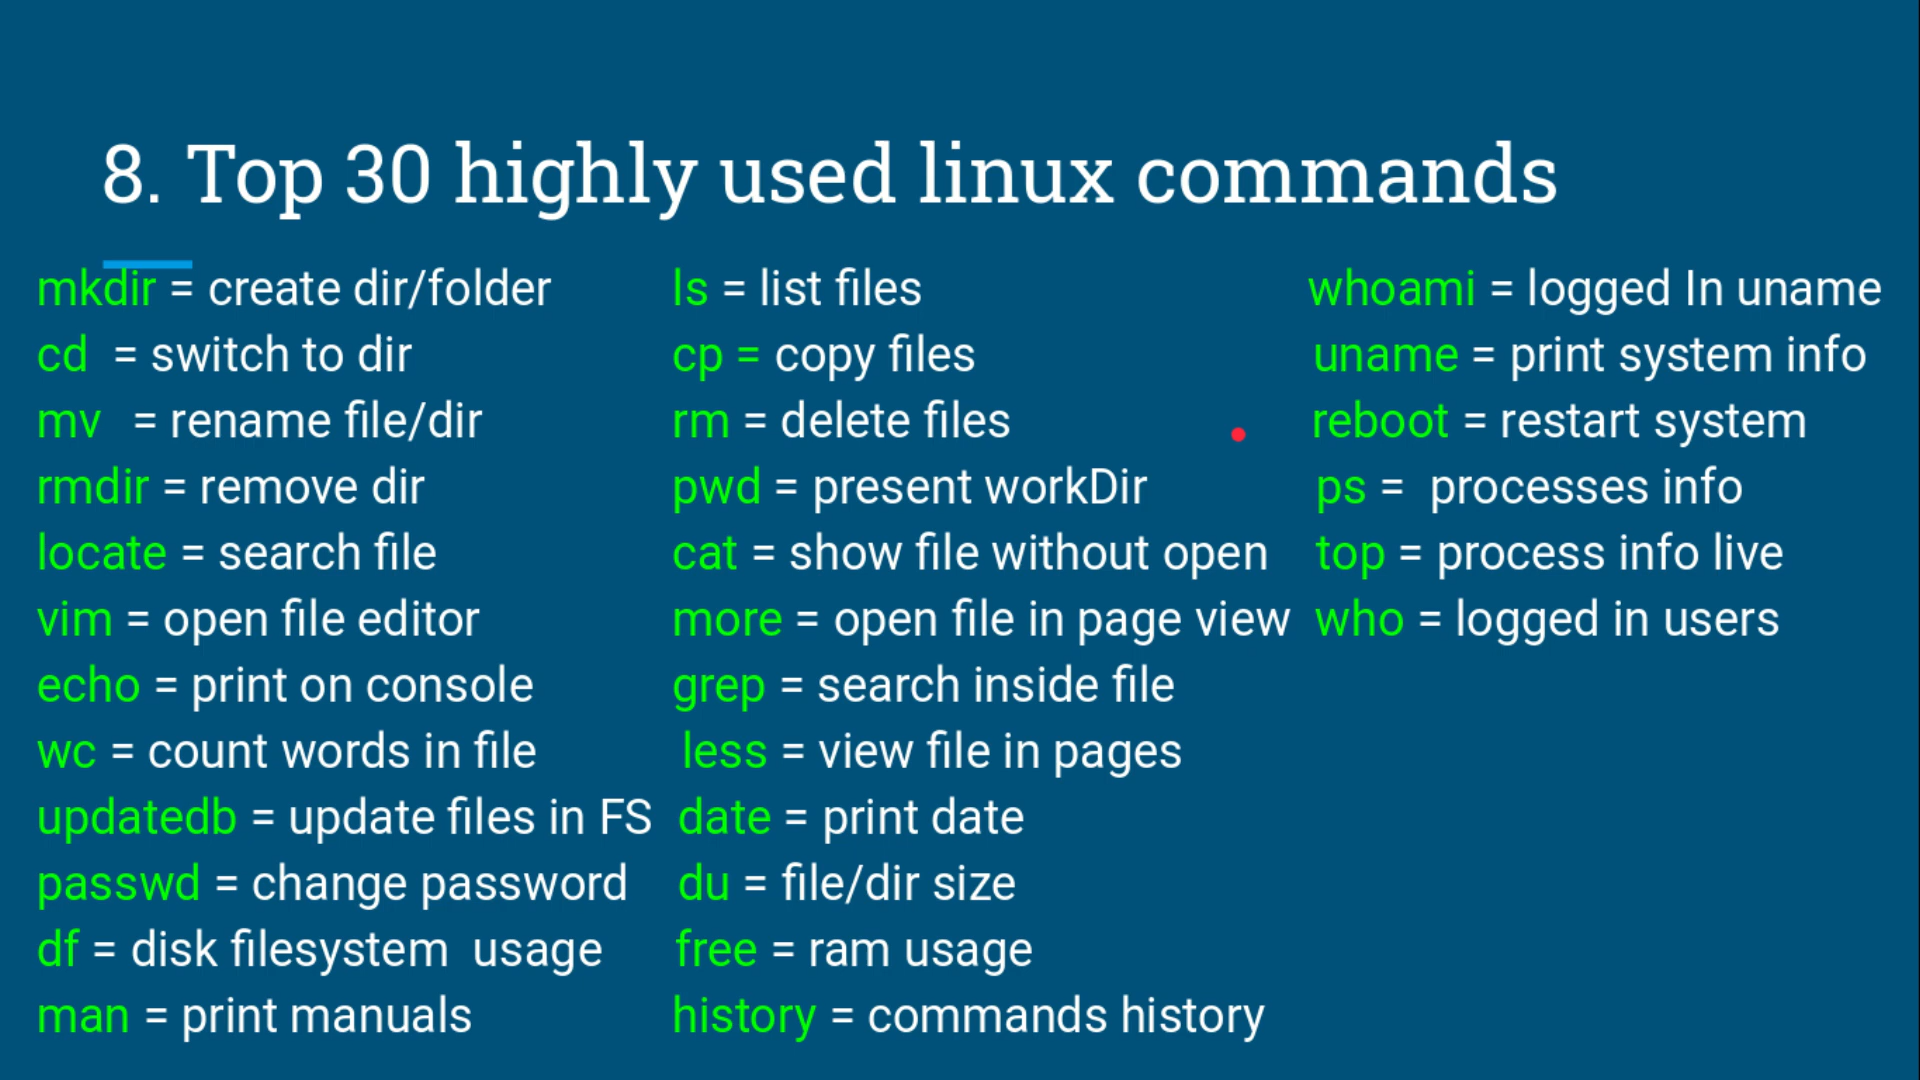 8. Top 30 highly used linux commands
mkdir = create dir/folder
cd = switch to dir
mv = rename file/dir
rmdir = remove dir
locate = search file
vim = open file editor
echo = print on console
wc = count words in file
updatedb = update files in FS
passwd = change password
df = disk filesystem usage
man = print manuals
ls = list files
cp = copy files
rm = delete files
pwd = present workDir
cat = show file without open
more = open file in page view
grep = search inside file
less = view file in pages
date = print date
du = file/dir size
free = ram usage
history = commands history
whoami = logged In uname
uname = print system info
reboot = restart system
ps = processes info
top = process info live
who = logged in users